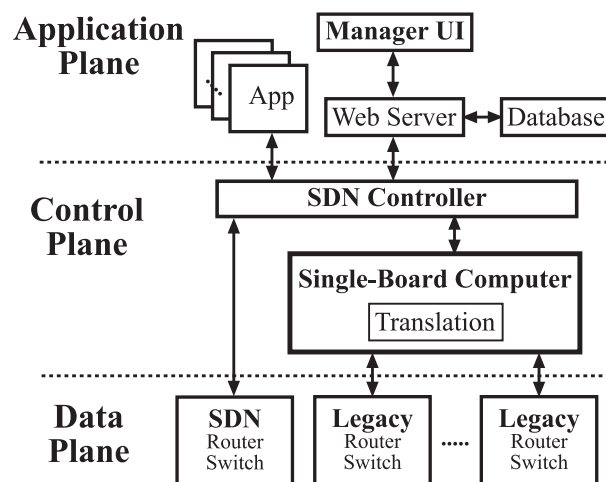 Application
Plane
App
Manager UI
Web Server
Database
Control
Plane
SDN Controller
Single-Board Computer
Translation
Data
Plane
SDN
Router
Switch
Legacy
Router
Switch
.....
Legacy
Router
Switch